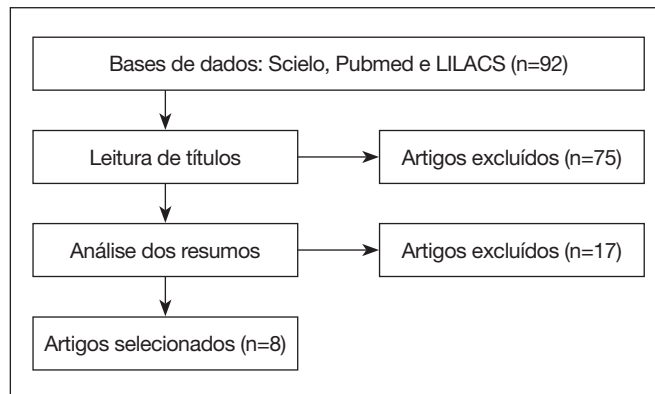 Bases de dados: Scielo, Pubmed e LILACS (n=92)
Leitura de títulos
Artigos excluídos (n=75)
Análise dos resumos
Artigos excluídos (n=17)
Artigos selecionados (n=8)